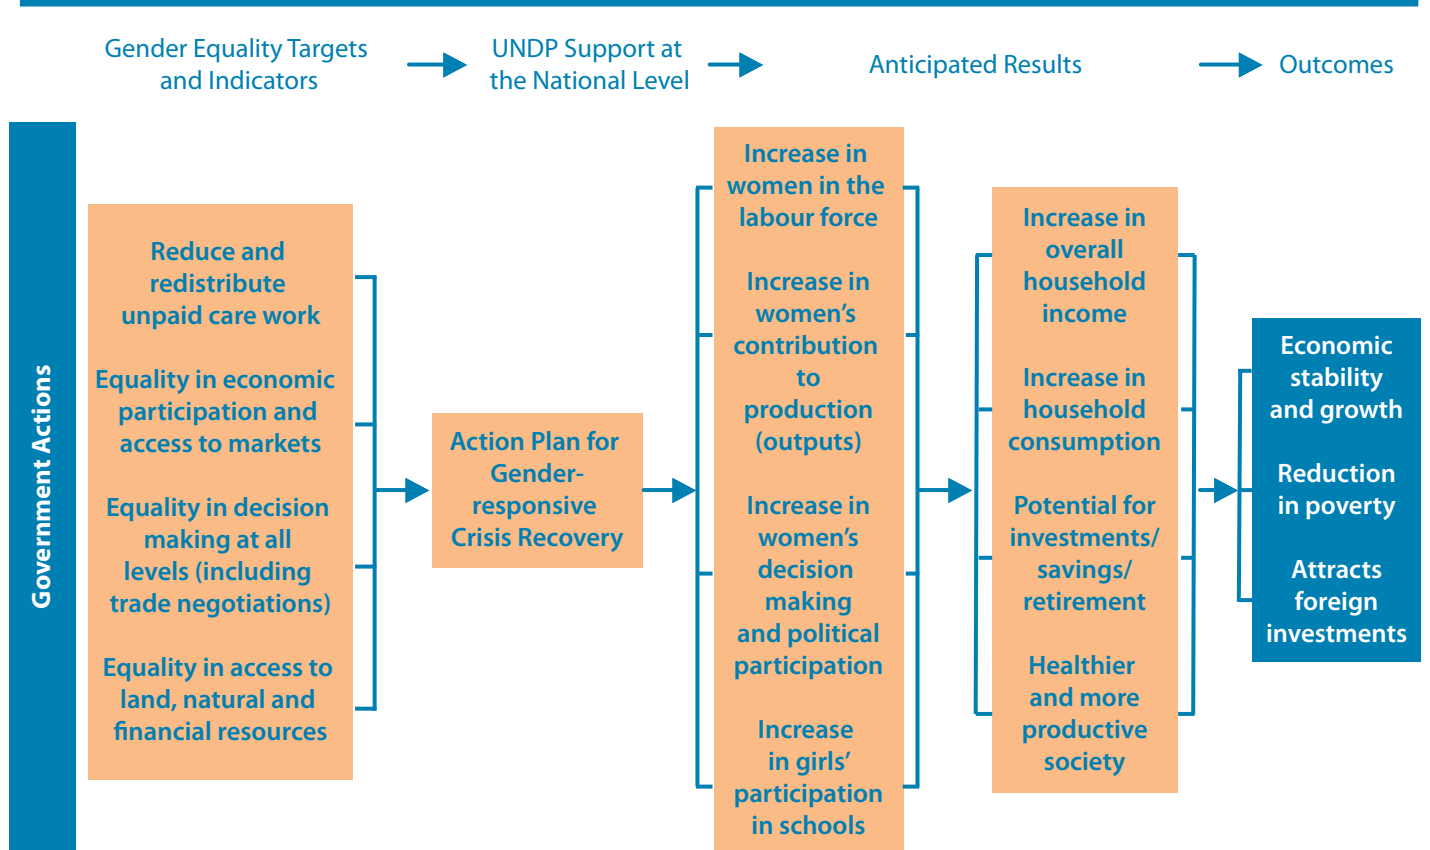 Gender Equality Targets
and Indicators
UNDP Support at
the National Level
Anticipated Results
Outcomes
Government Actions
Reduce and
redistribute
unpaid care work
Equality in economic
participation and
access to markets
Equality in decision
making at all
levels (including
trade negotiations)
Equality in access to
land, natural and
financial resources
Action Plan for
Gender-
responsive
Crisis Recovery
Increase in
women in the
labour force
Increase in
women’s
contribution
to
production
(outputs)
Increase in
women’s
decision
making
and political
participation
Increase
in girls’
participation
in schools
Increase in
overall
household
income
Increase in
household
consumption
Potential for
investments/
savings/
retirement
Healthier
and more
productive
society
Economic
stability
and growth
Reduction
in poverty
Attracts
foreign
investments